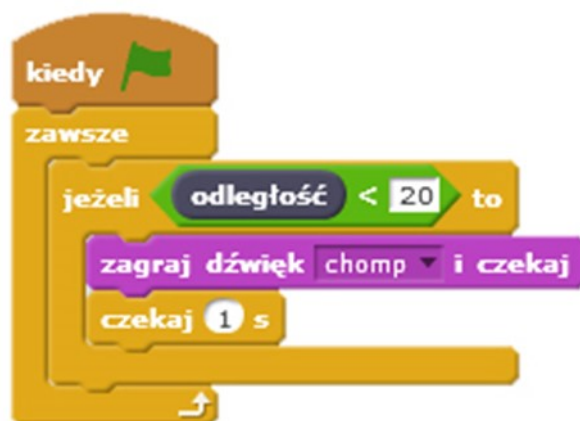 kiedy
zawsze
jeżeli odległość < 20 to
zagraj dźwięk chomp i czekaj
czekaj 1 s